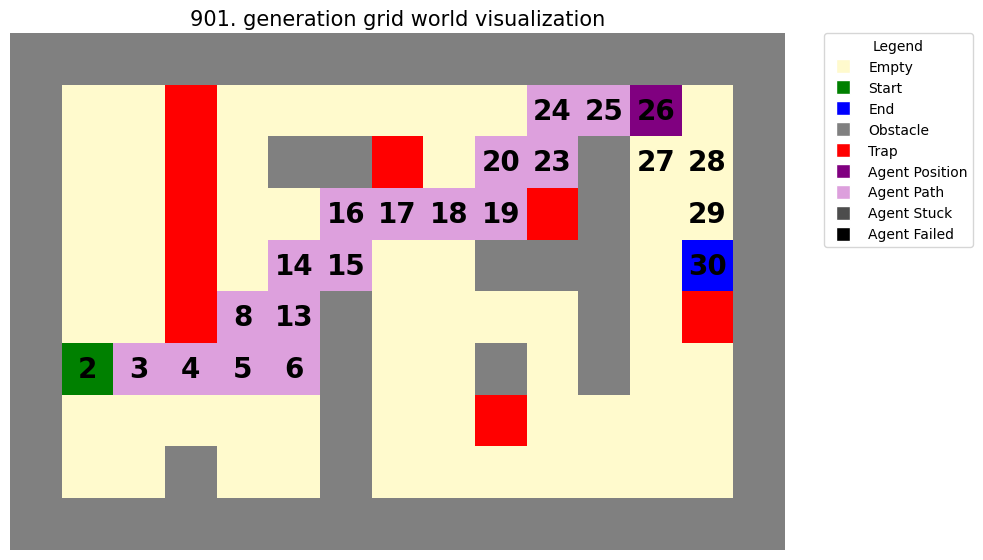 901. generation grid world visualization
24 25 26
20 23 27 28
16 17 18 19 29
14 15 30
8 13
2 3 4 5 6
Legend
Empty
Start
End
Obstacle
Trap
Agent Position
Agent Path
Agent Stuck
Agent Failed